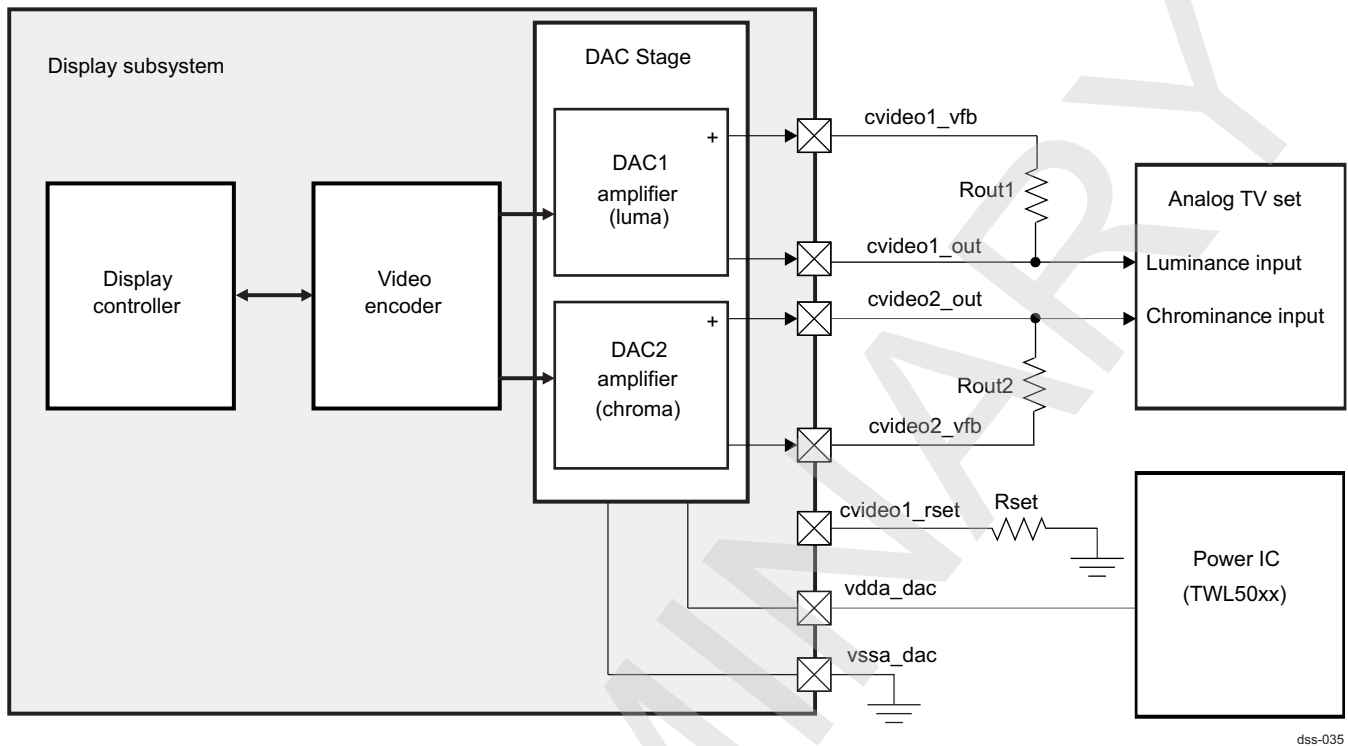 Display subsystem
DAC Stage
cvideo1_vfb
+
DAC1
amplifier
(luma)
Rout1
Analog TV set
cvideo1_out
Luminance input
Display
controller
Video
encoder
cvideo2_out
Chrominance input
+
DAC2
amplifier
(chroma)
Rout2
cvideo2_vfb
cvideo1_rset
Rset
Power IC
(TWL50xx)
vdda_dac
vssa_dac
MINARY
dss-035